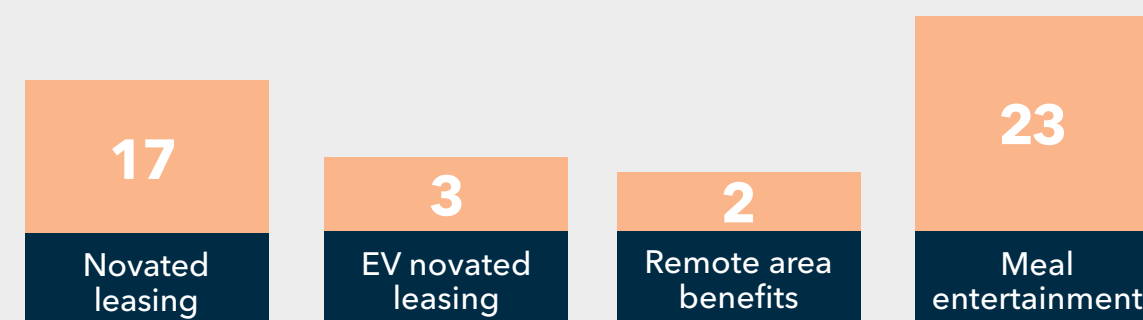 17
Novated
leasing
3
EV novated
leasing
2
Remote area
benefits
23
Meal
entertainment